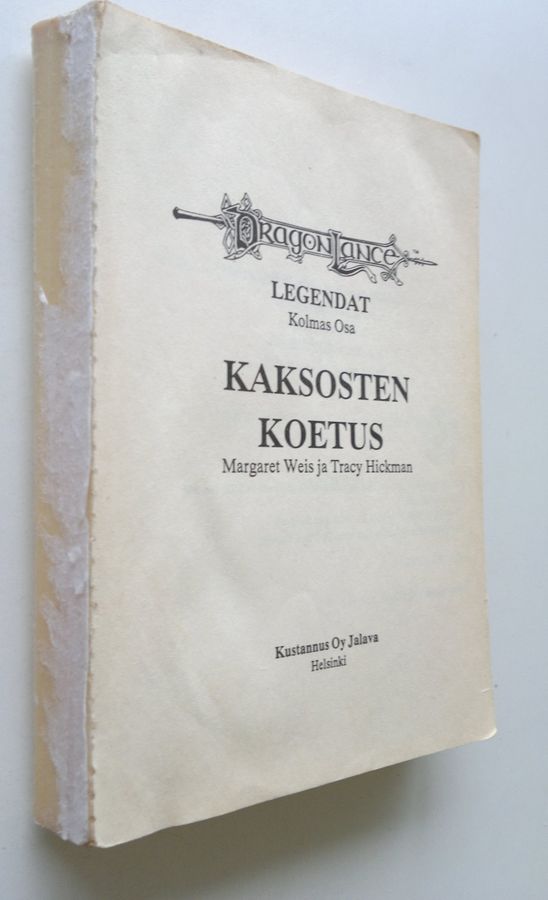 DRAGONLANCE
LEGENDAT
Kolmas Osa
KAKSOSTEN
KOETUS
Margaret Weis ja Tracy Hickman
Kustannus Oy Jalava
Helsinki